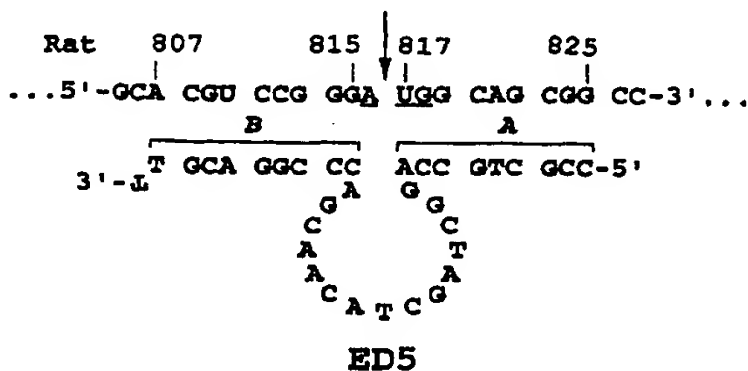 Rat 807 815 817 825
...5'-GCA CGU CCG GGA UGG CAG CGG CC-3'...
B A
3'-T T GCA GGC CC ACC GTC GCC-5'
GGCTAGCTACAACGA
ED5